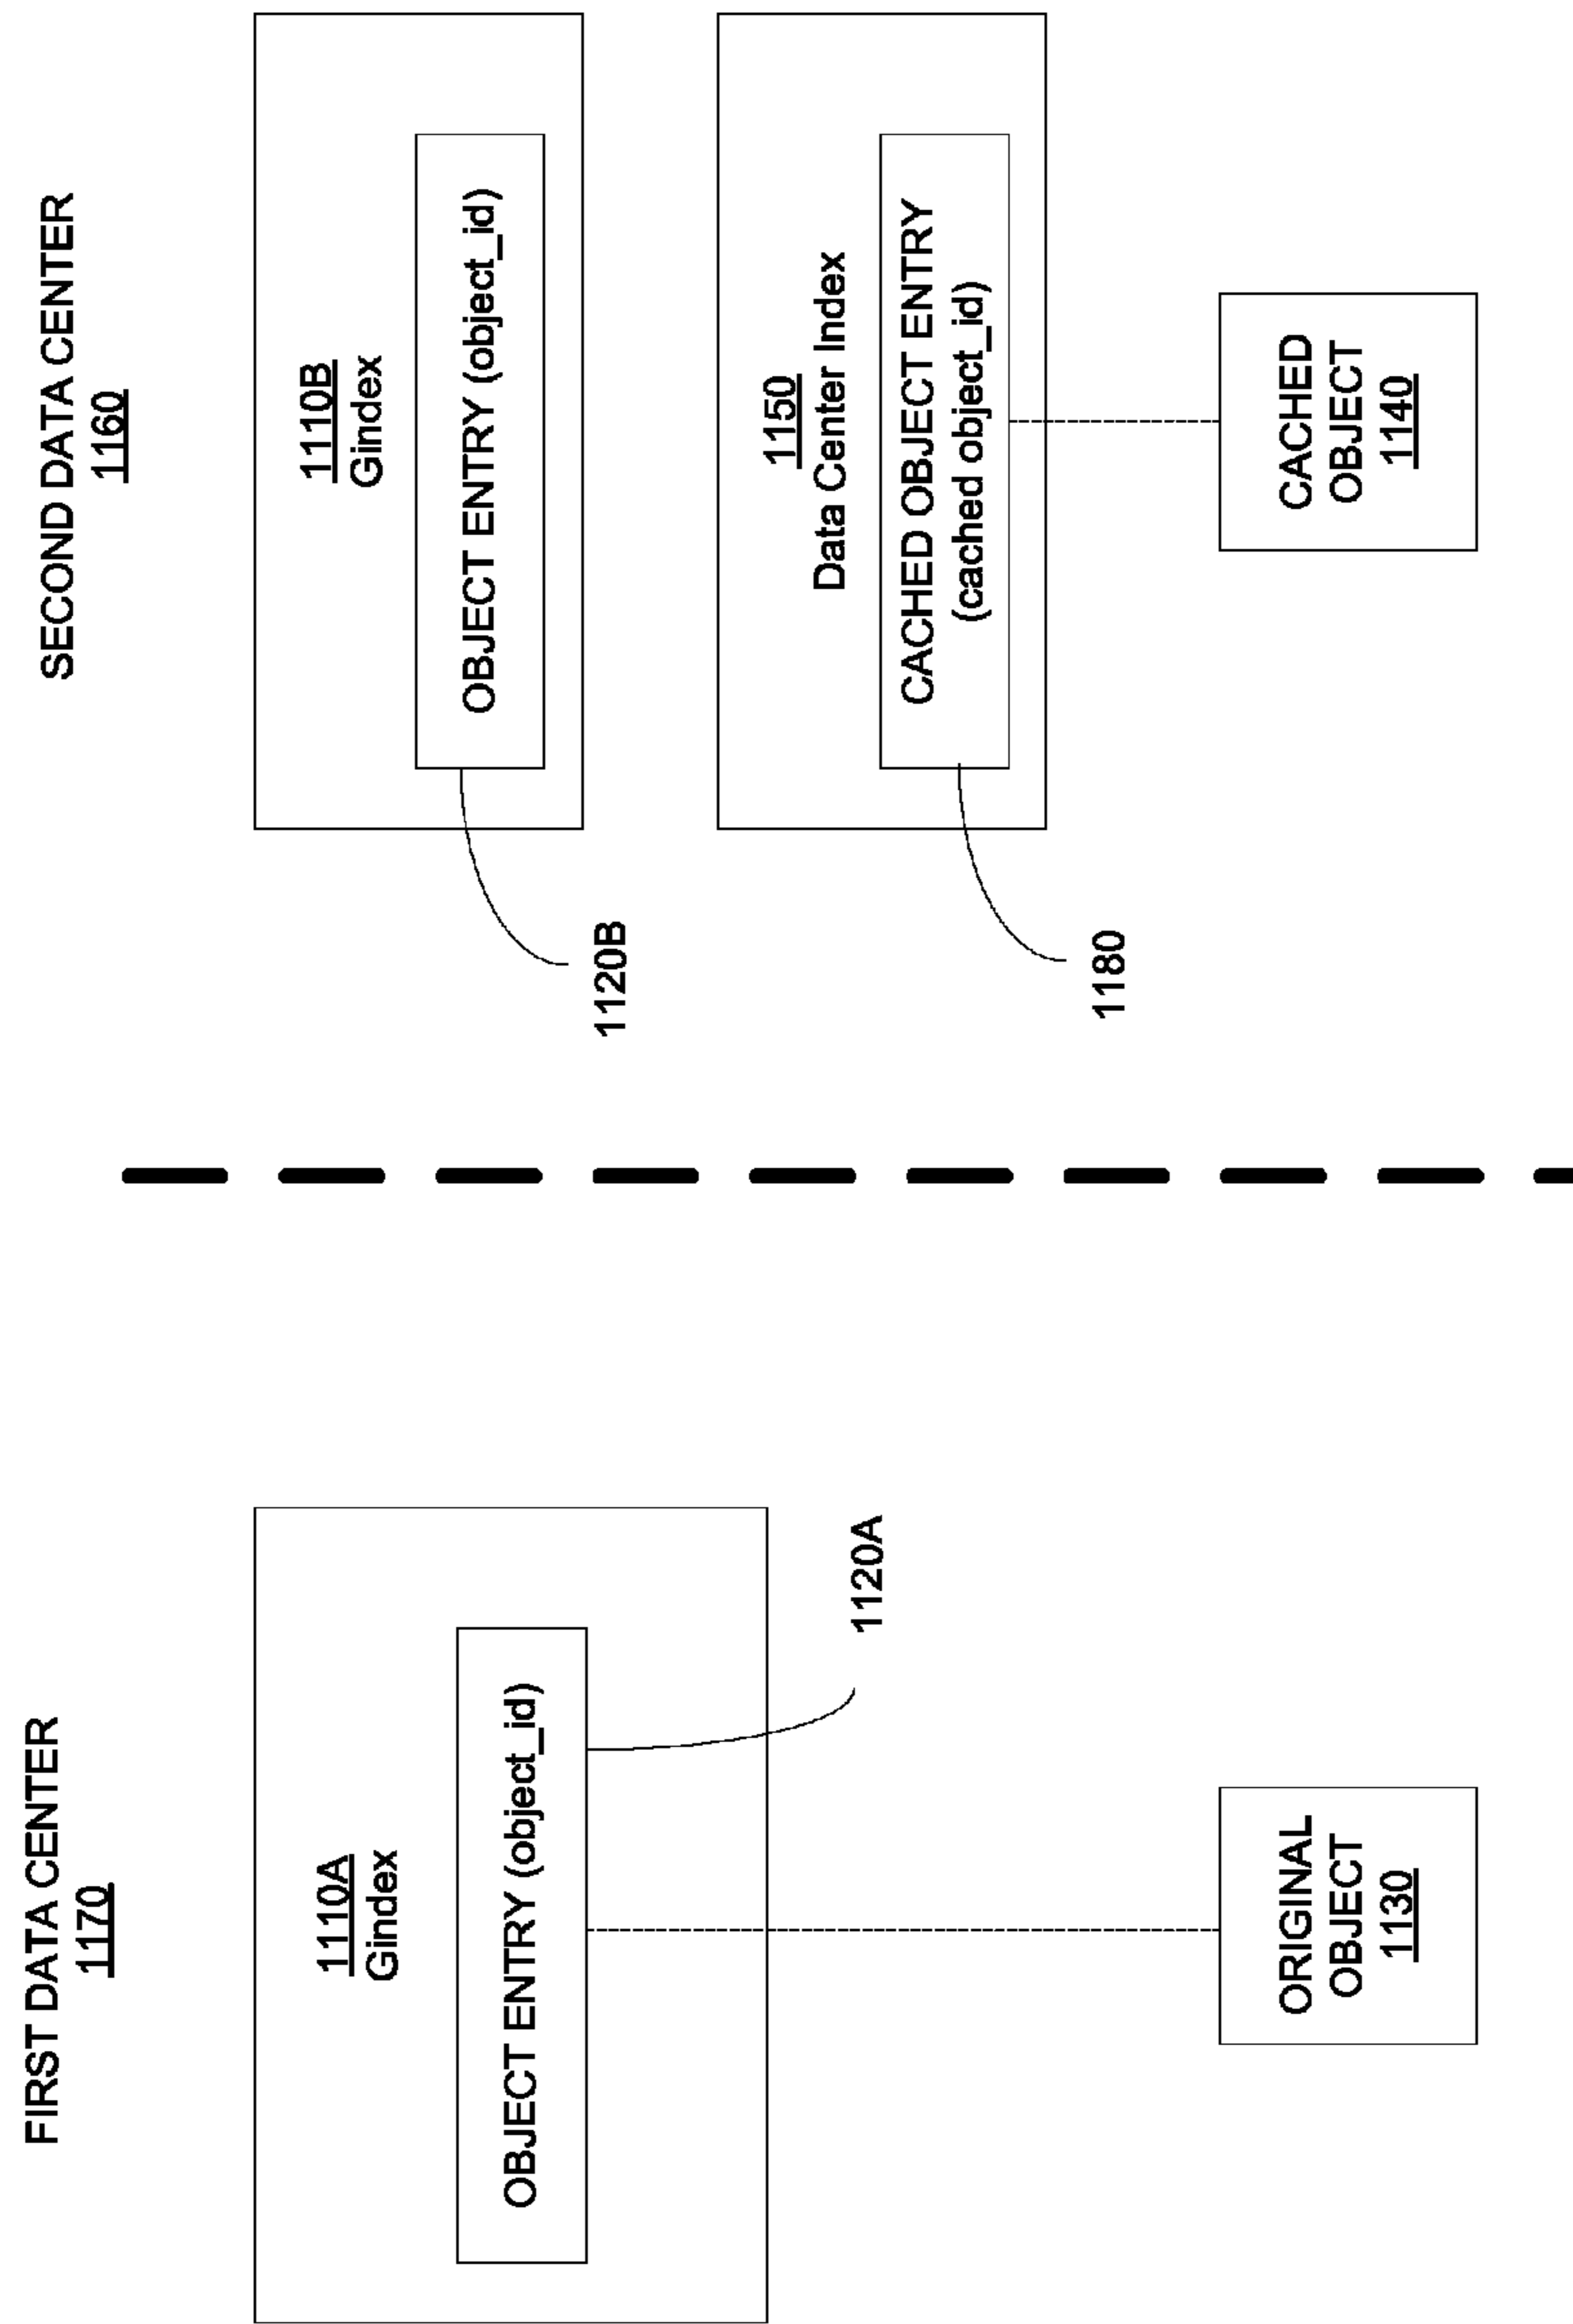 FIRST DATA CENTER
1170
1110A
Gindex
OBJECT ENTRY (object_id)
1120A
ORIGINAL
OBJECT
1130
SECOND DATA CENTER
1160
1110B
Gindex
OBJECT ENTRY (object_id)
1120B
1150
Data Center Index
CACHED OBJECT ENTRY
(cached object_id)
1180
CACHED
OBJECT
1140